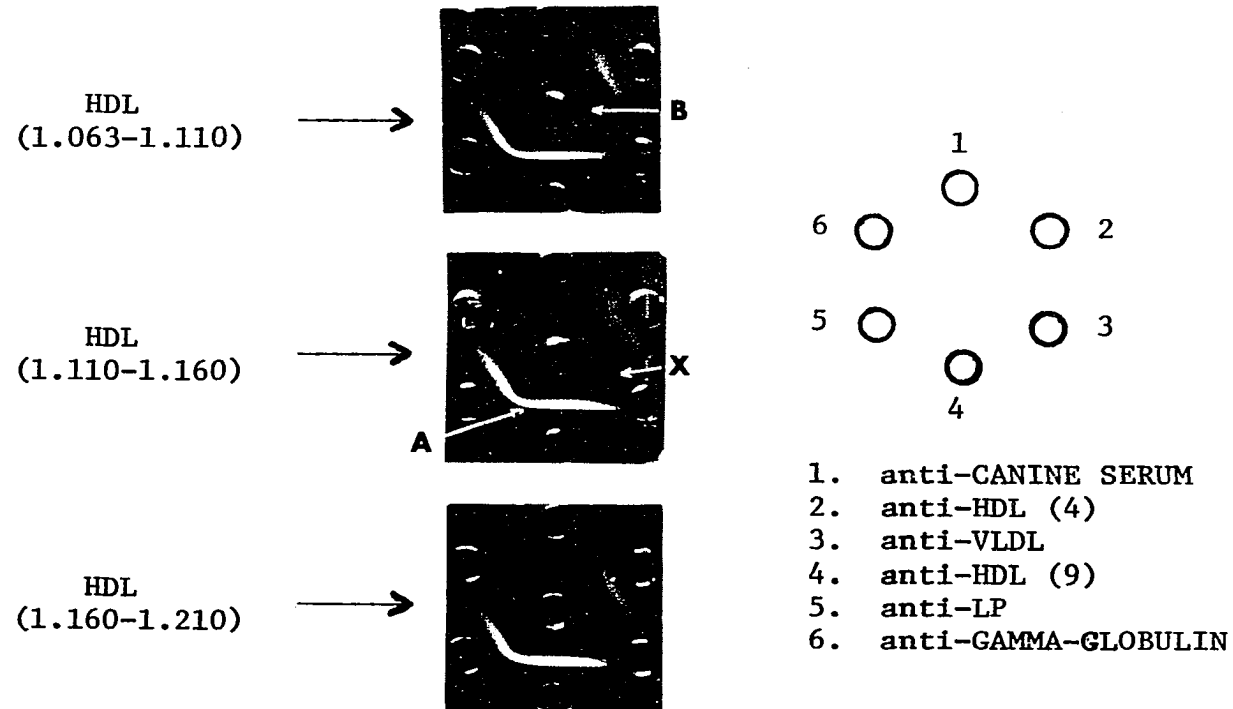 HDL
(1.063-1.110)
B
HDL
(1.110-1.160)
X
A
HDL
(1.160-1.210)
1
6
2
5
3
4
1. anti-CANINE SERUM
2. anti-HDL (4)
3. anti-VLDL
4. anti-HDL (9)
5. anti-LP
6. anti-GAMMA-GLOBULIN